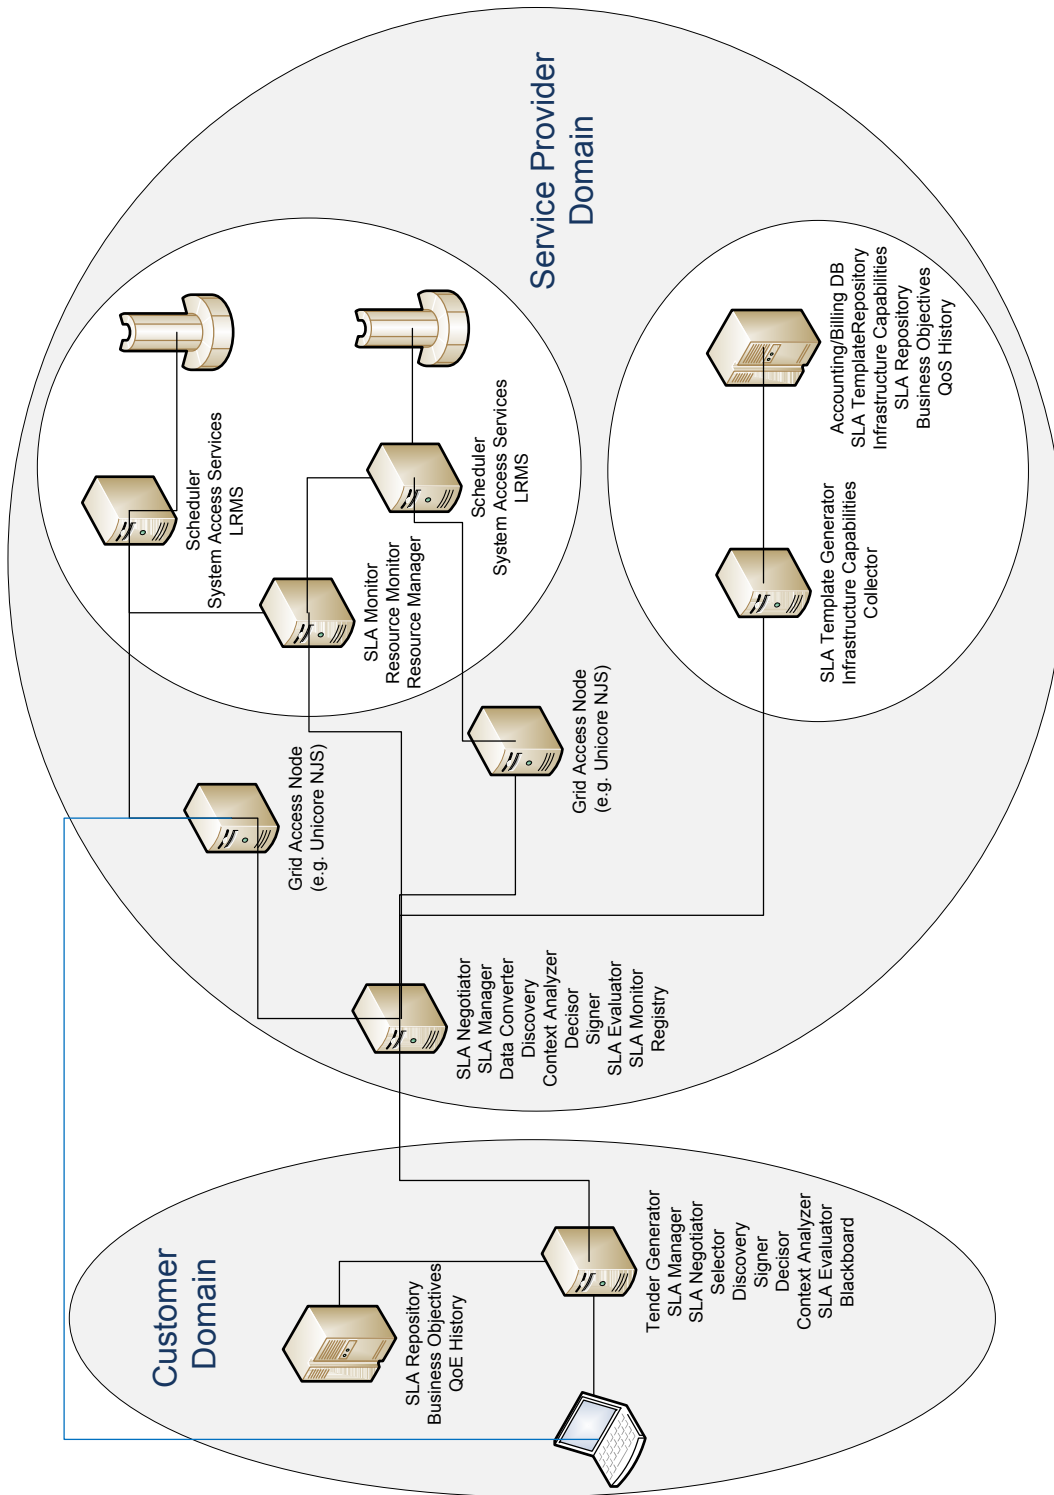 Customer
Domain
SLA Repository
Business Objectives
QoE History
Tender Generator
SLA Manager
SLA Negotiator
Selector
Discovery
Signer
Decisor
Context Analyzer
SLA Evaluator
Blackboard
Service Provider
Domain
SLA Negotiator
SLA Manager
Data Converter
Discovery
Context Analyzer
Decisor
Signer
SLA Evaluator
SLA Monitor
Registry
Grid Access Node
(e.g. Unicore NJS)
Grid Access Node
(e.g. Unicore NJS)
SLA Monitor
Resource Monitor
Resource Manager
Scheduler
System Access Services
LRMS
Scheduler
System Access Services
LRMS
SLA Template Generator
Infrastructure Capabilities
Collector
Accounting/Billing DB
SLA TemplateRepository
Infrastructure Capabilities
SLA Repository
Business Objectives
QoS History